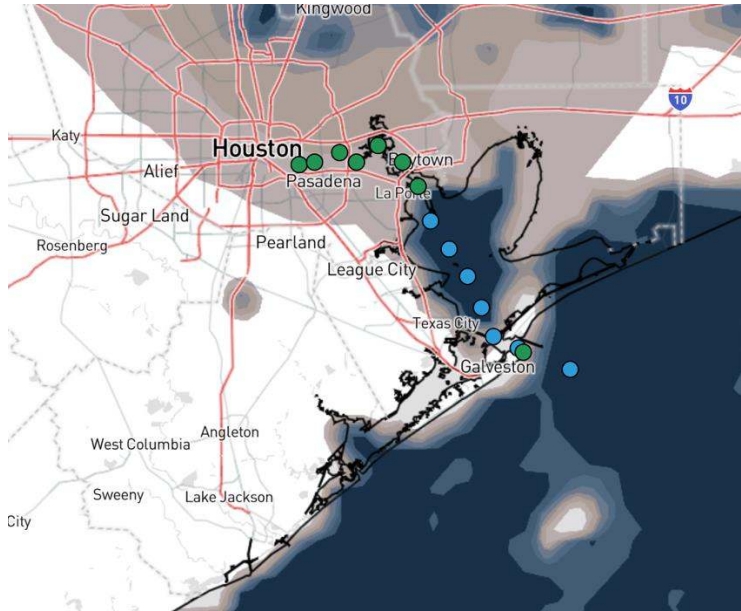 Kingwood
10
Katy
Houston
Baytown
Alief
Pasadena
La Porte
Sugar Land
Rosenberg
Pearland
League City
Texas City
Galveston
West Columbia
Angleton
Sweeny
Lake Jackson
City